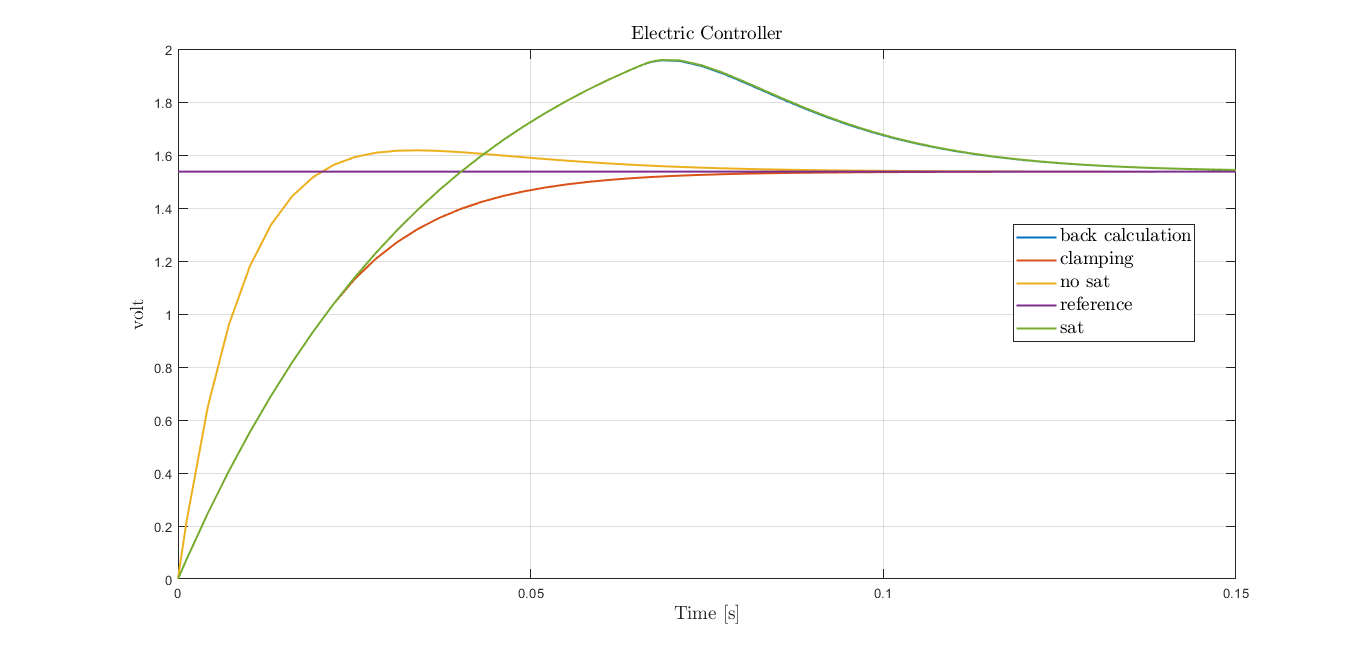 Electric Controller
2
1.8
1.6
1.4
1.2
1
0.8
0.6
0.4
0.2
0
volt
back calculation
clamping
no sat
reference
sat
0
0.05
0.1
0.15
Time [s]